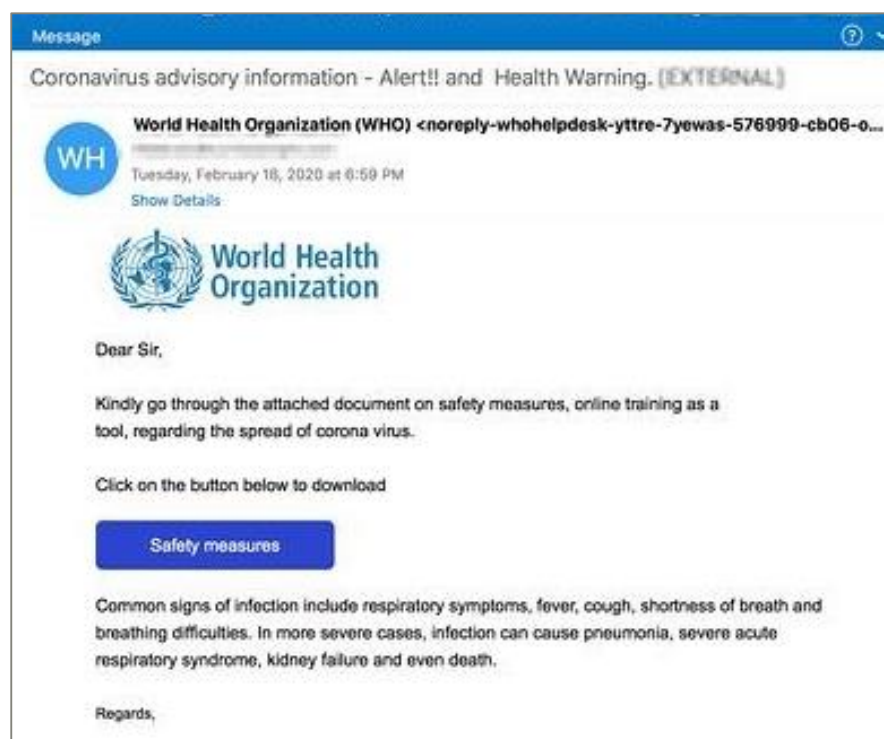 Message
Coronavirus advisory information - Alert!! and Health Warning. (EXTERNAL)
World Health Organization (WHO) <noreply-whohelpdesk-yttre-7yewas-576999-cb06-o...
WH
Tuesday, February 18, 2020 at 6:59 PM
Show Details
World Health
Organization
Dear Sir,
Kindly go through the attached document on safety measures, online training as a
tool, regarding the spread of corona virus.
Click on the button below to download
Safety measures
Common signs of infection include respiratory symptoms, fever, cough, shortness of breath and
breathing difficulties. In more severe cases, infection can cause pneumonia, severe acute
respiratory syndrome, kidney failure and even death.
Regards,